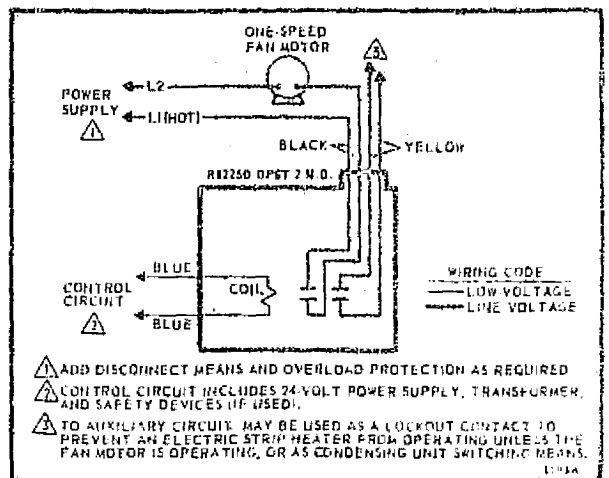 ONE-SPEED
FAN MOTOR
3
L2
POWER
SUPPLY
L1(HOT)
1
BLACK
YELLOW
R8225D DPST 2 N.O.
BLUE
WIRING CODE
CONTROL
CIRCUIT
COIL
LOW VOLTAGE
LINE VOLTAGE
BLUE
2
1 ADD DISCONNECT MEANS AND OVERLOAD PROTECTION AS REQUIRED
2 CONTROL CIRCUIT INCLUDES 24-VOLT POWER SUPPLY, TRANSFORMER,
AND SAFETY DEVICES (IF USED).
3 TO AUXILIARY CIRCUIT. MAY BE USED AS A LOCKOUT CONTACT TO
PREVENT AN ELECTRIC STRIP HEATER FROM OPERATING UNLESS THE
FAN MOTOR IS OPERATING, OR AS CONDENSING UNIT SWITCHING MEANS.